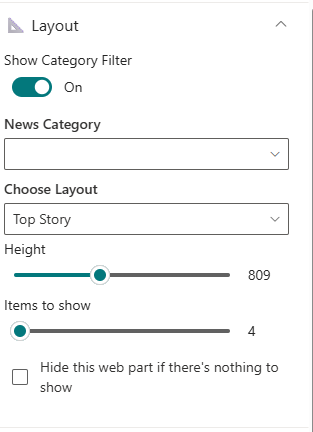 Layout
Show Category Filter
On
News Category
Choose Layout
Top Story
Height
809
Items to show
4
Hide this web part if there's nothing to
show